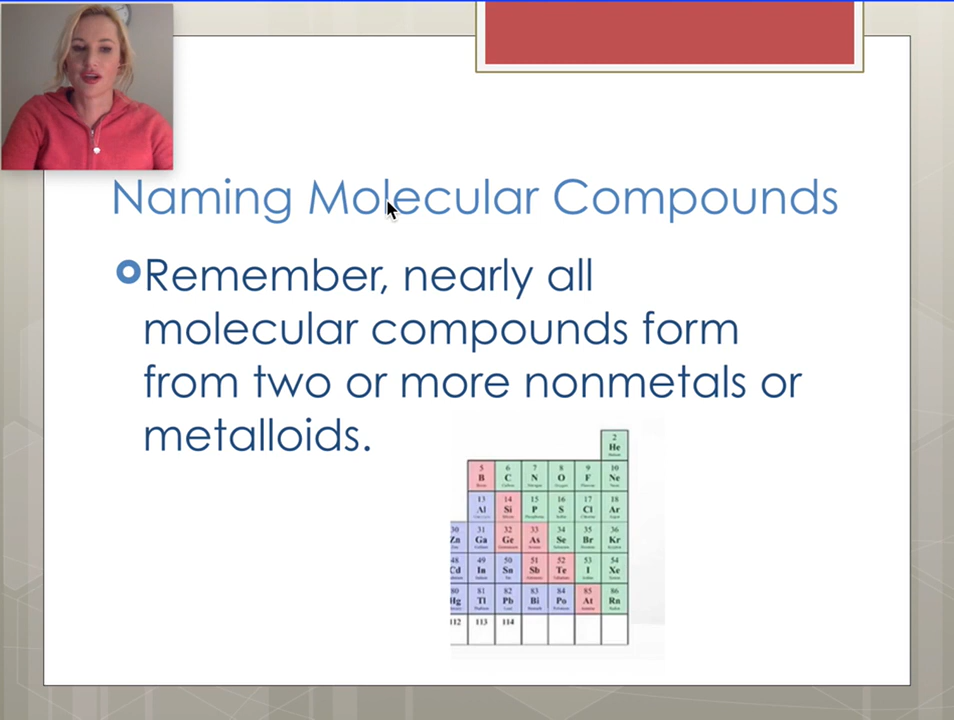 Naming Molecular Compounds
Remember, nearly all
molecular compounds form
from two or more nonmetals or
metalloids.
2
He
5 6 7 8 9 10
B C N O F Ne
13 14 15 16 17 18
Al Si P S Cl Ar
30 31 32 33 34 35 36
Zn Ga Ge As Se Br Kr
48 49 50 51 52 53 54
Cd In Sn Sb Te I Xe
80 81 82 83 84 85 86
Hg Tl Pb Bi Po At Rn
112 113 114